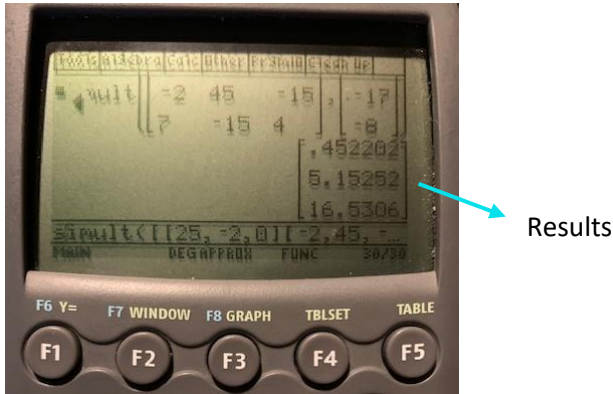 Tools Algebra Calc Other PrgmIO Clean Up
-2 45 -15 , -17
7 -15 4 -8
.452202
5.15252
16.5306
simult([[25, -2,0][-2,45, -…
MAIN DEG APPROX FUNC 30/30
Results
F6 Y= F7 WINDOW F8 GRAPH TBLSET TABLE
F1 F2 F3 F4 F5